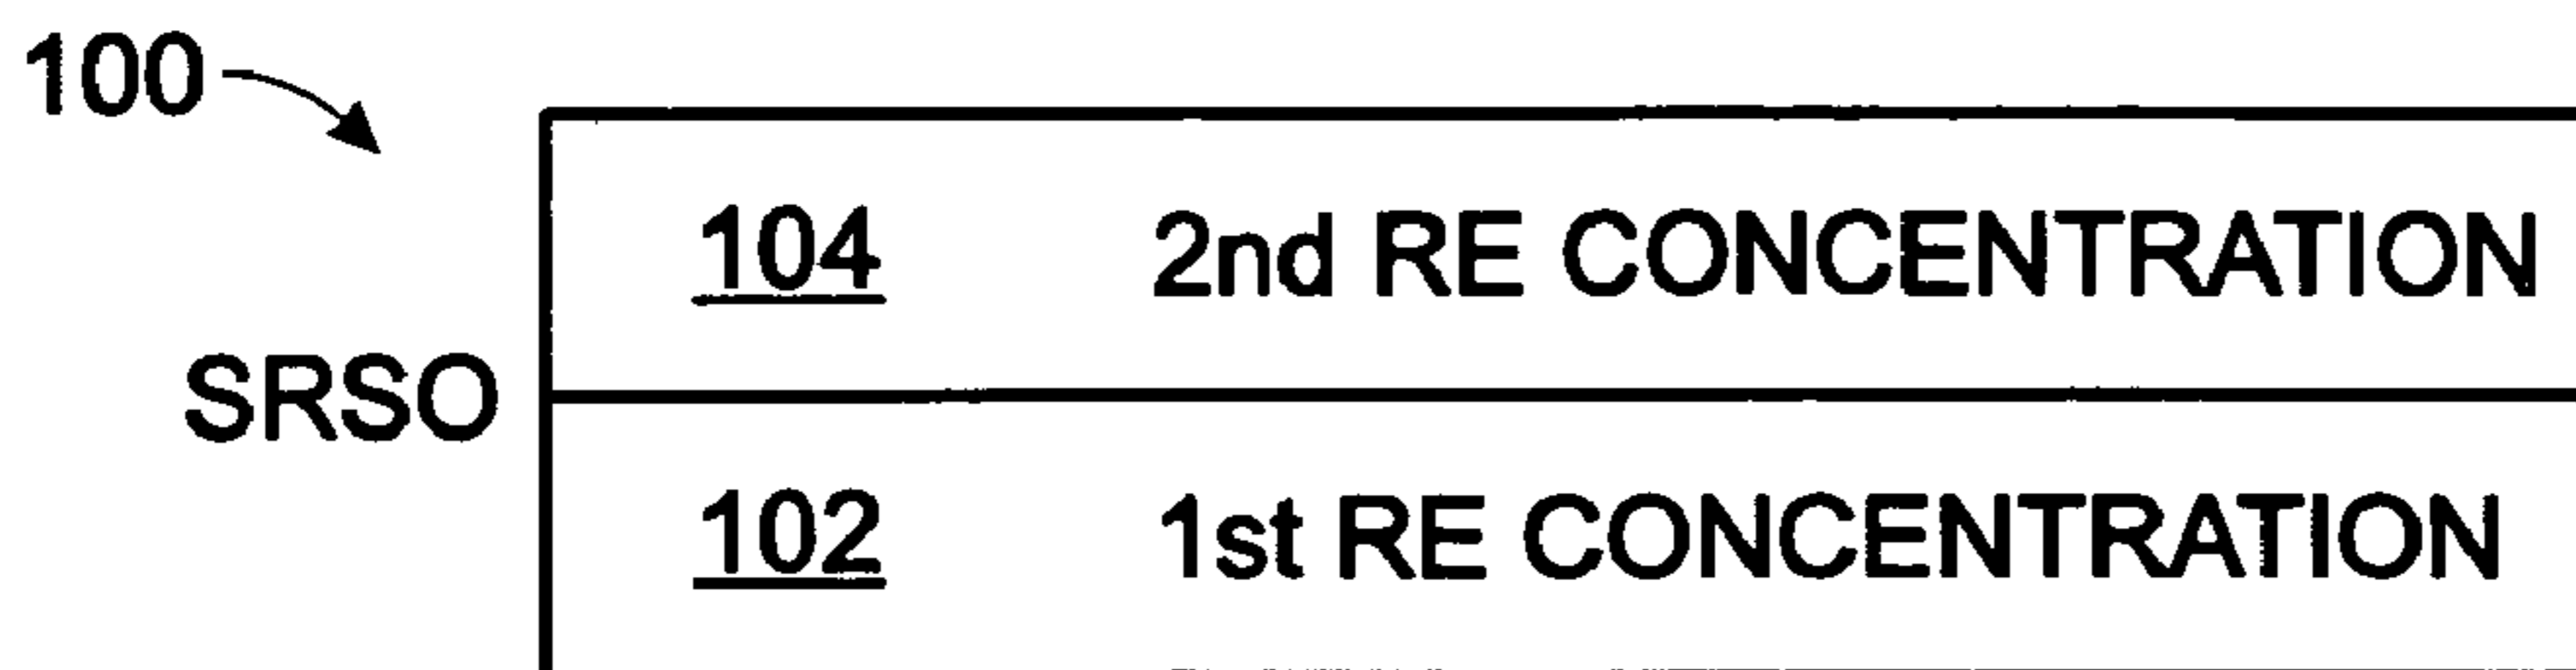 100
104 2nd RE CONCENTRATION
SRSO
102 1st RE CONCENTRATION